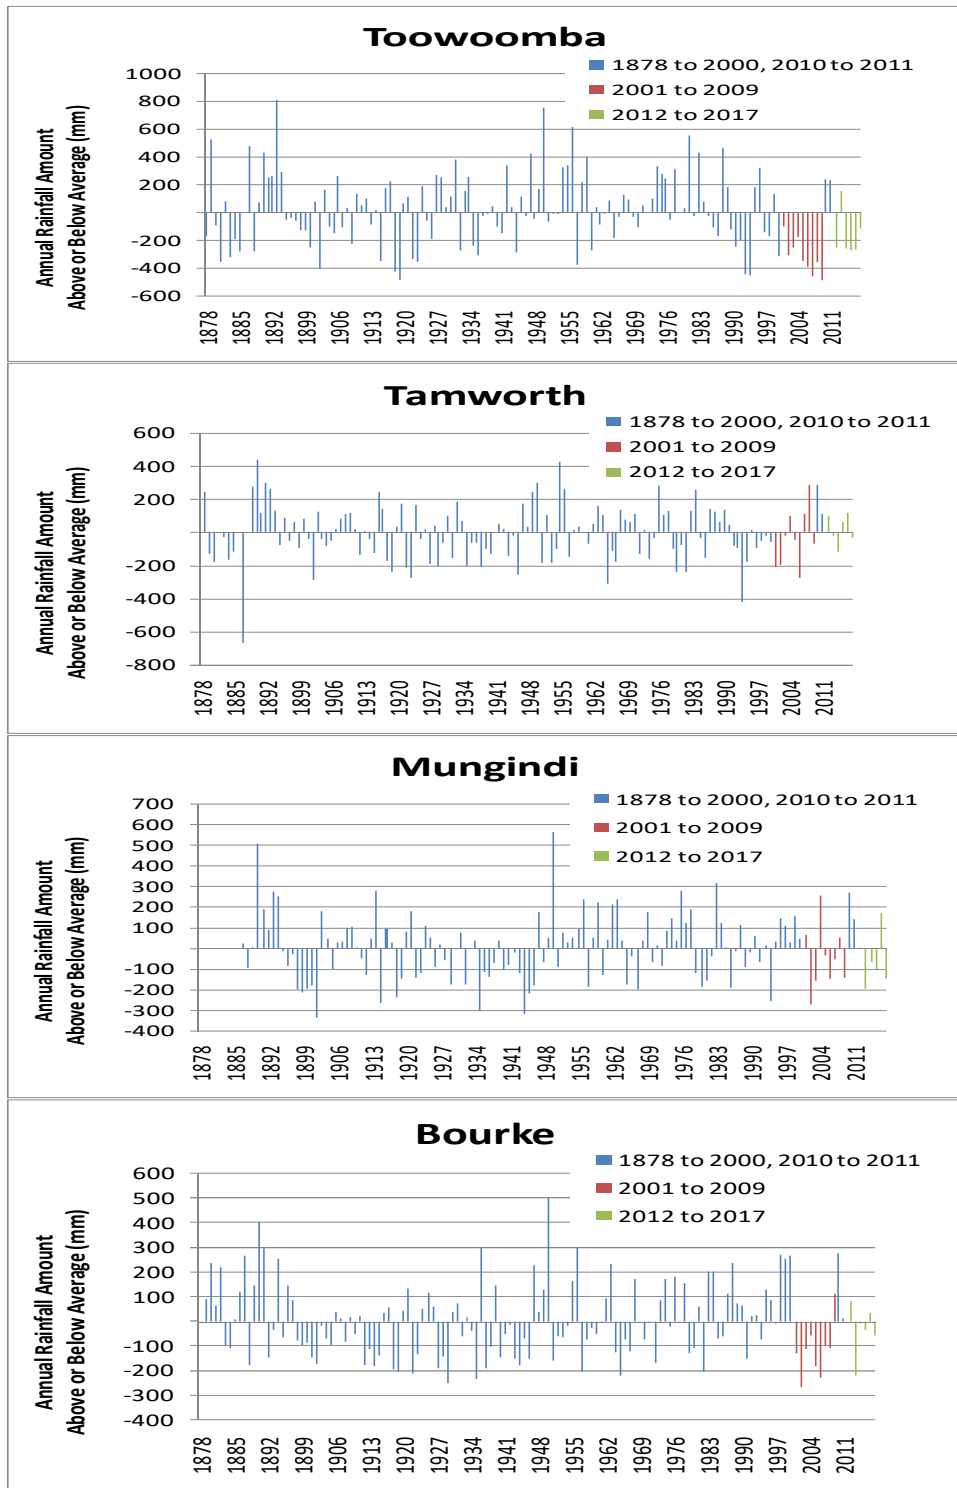 Toowoomba
1878 to 2000, 2010 to 2011
2001 to 2009
2012 to 2017
Annual Rainfall Amount
Above or Below Average (mm)
1000
800
600
400
200
-200
-400
-600
1878 1885 1892 1899 1906 1913 1920 1927 1934 1941 1948 1955 1962 1969 1976 1983 1990 1997 2004 2011
Tamworth
1878 to 2000, 2010 to 2011
2001 to 2009
2012 to 2017
Annual Rainfall Amount
Above or Below Average (mm)
600
400
200
-200
-400
-600
-800
1878 1885 1892 1899 1906 1913 1920 1927 1934 1941 1948 1955 1962 1969 1976 1983 1990 1997 2004 2011
Mungindi
1878 to 2000, 2010 to 2011
2001 to 2009
2012 to 2017
Annual Rainfall Amount
Above or Below Average (mm)
700
600
500
400
300
200
100
-100
-200
-300
-400
1878 1885 1892 1899 1906 1913 1920 1927 1934 1941 1948 1955 1962 1969 1976 1983 1990 1997 2004 2011
Bourke
1878 to 2000, 2010 to 2011
2001 to 2009
2012 to 2017
Annual Rainfall Amount
Above or Below Average (mm)
600
500
400
300
200
100
-100
-200
-300
-400
1878 1885 1892 1899 1906 1913 1920 1927 1934 1941 1948 1955 1962 1969 1976 1983 1990 1997 2004 2011